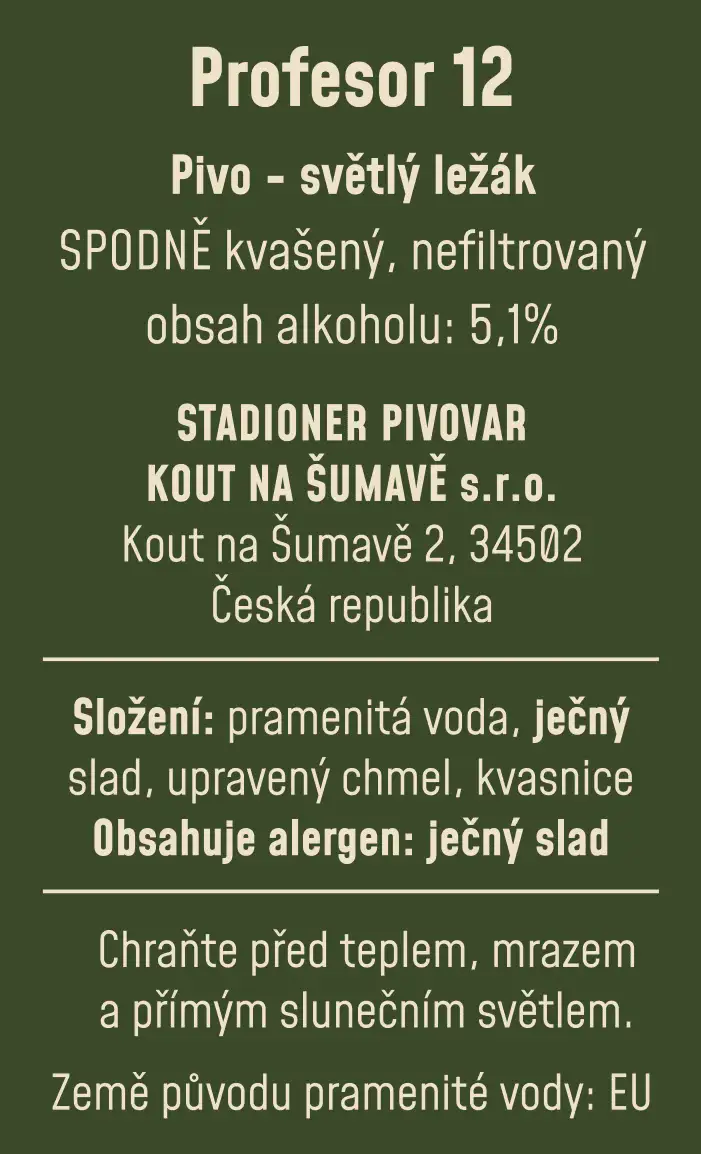 Profesor 12
Pivo - světlý ležák
SPODNĚ kvašený, nefiltrovaný
obsah alkoholu: 5,1%
STADIONER PIVOVAR
KOUT NA ŠUMAVĚ s.r.o.
Kout na Šumavě 2, 34502
Česká republika
Složení: pramenitá voda, ječný
slad, upravený chmel, kvasnice
Obsahuje alergen: ječný slad
Chraňte před teplem, mrazem
a přímým slunečním světlem.
Země původu pramenité vody: EU